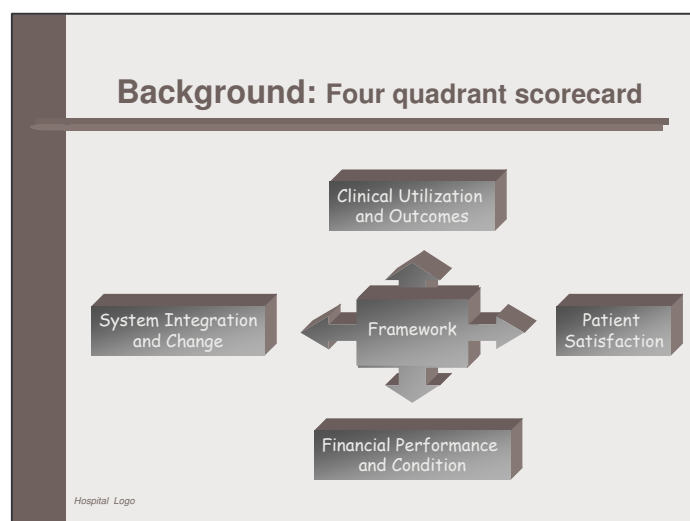 Background: Four quadrant scorecard
Clinical Utilization
and Outcomes
System Integration
and Change
Framework
Patient
Satisfaction
Financial Performance
and Condition
Hospital Logo